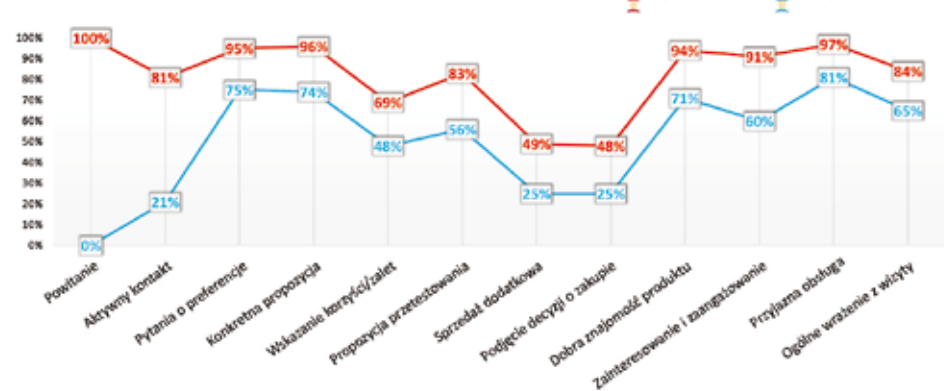 100%
90%
80%
70%
60%
50%
40%
30%
20%
10%
0%
100%
81%
95%
96%
69%
83%
49%
48%
94%
91%
97%
84%
0%
21%
75%
74%
48%
56%
25%
25%
71%
60%
81%
65%
Powitanie
Aktywny kontakt
Pytania o preferencje
Konkretna propozycja
Wskazanie korzyści/zalet
Propozycja przetestowania
Sprzedaż dodatkowa
Podjęcie decyzji o zakupie
Dobra znajomość produktu
Zainteresowanie i zaangażowanie
Przyjazna obsługa
Ogólne wrażenie z wizyty